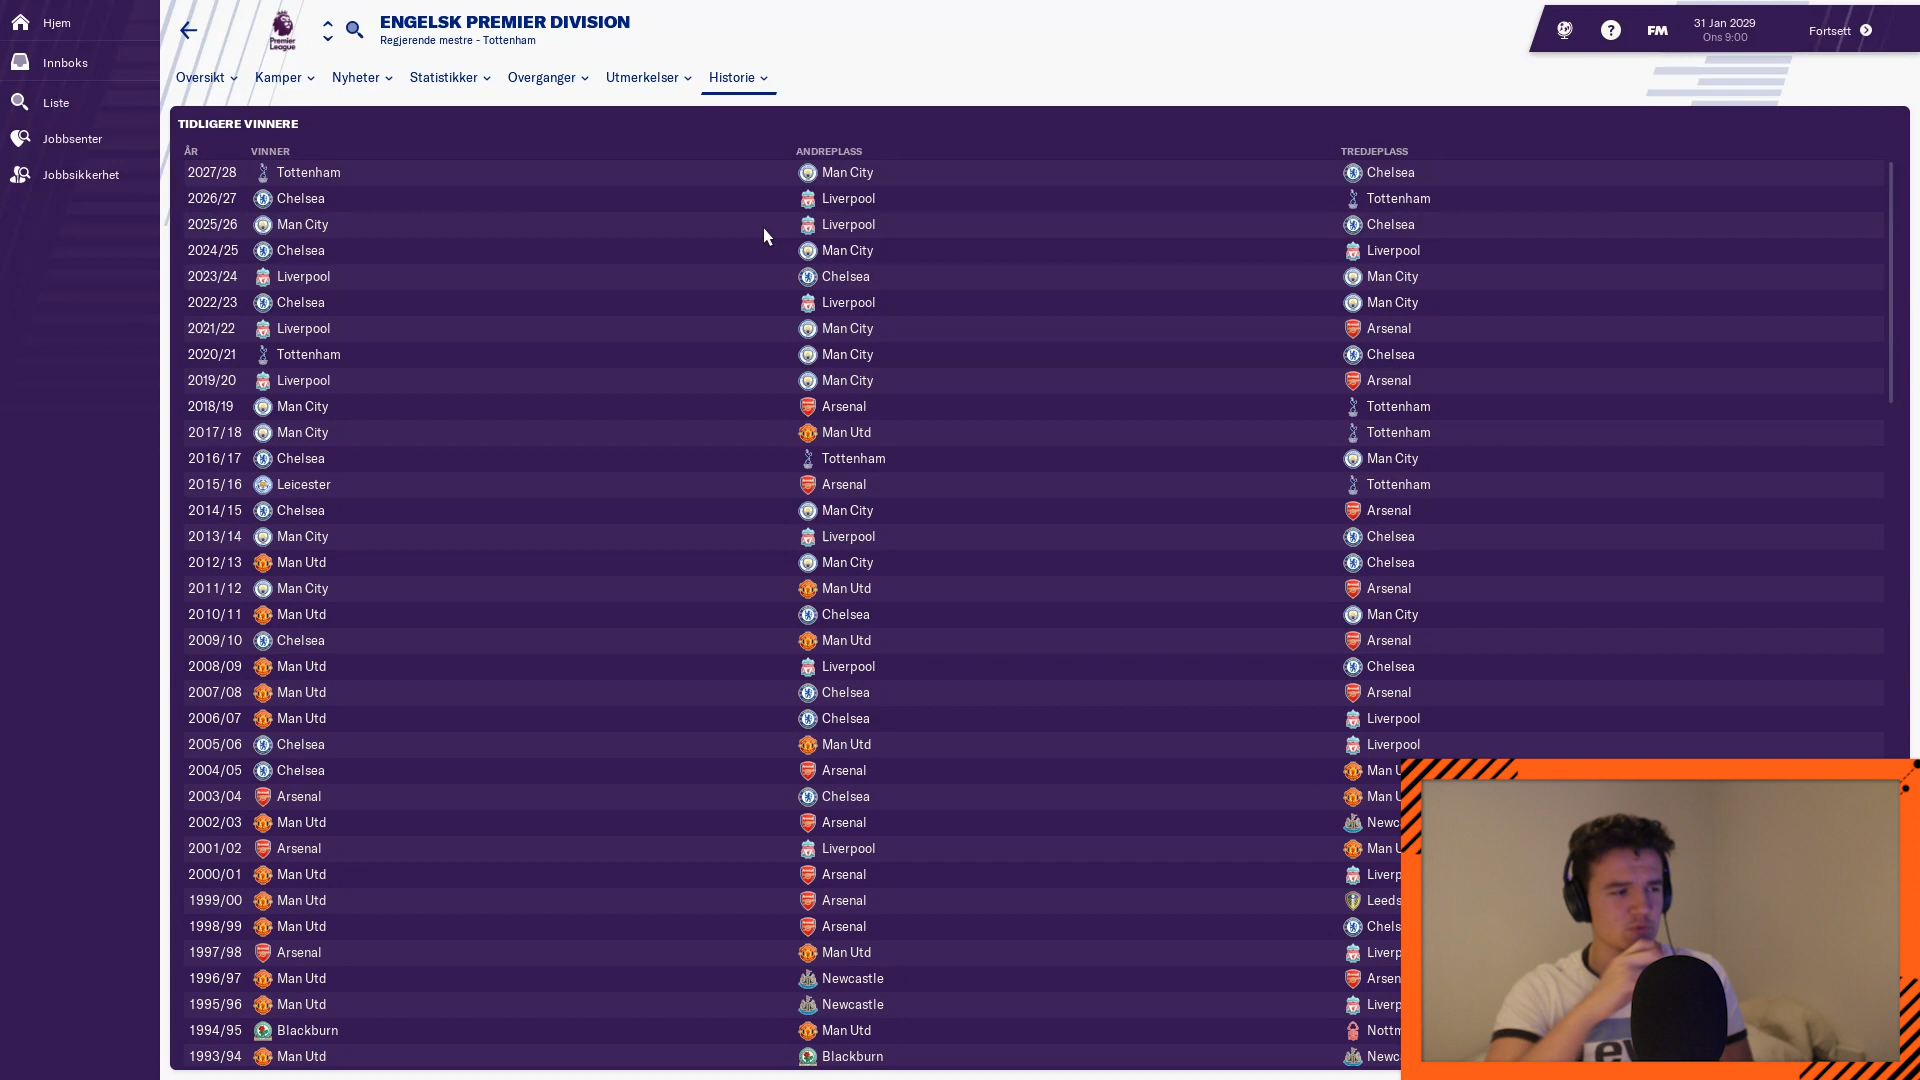 Hjem
Innboks
Liste
Jobbsenter
Jobbsikkerhet
Premier League
ENGELSK PREMIER DIVISION
Regjerende mestre - Tottenham
FM
31 Jan 2029
Ons 9:00
Fortsett
Oversikt Kamper Nyheter Statistikker Overganger Utmerkelser Historie
TIDLIGERE VINNERE
ÅR VINNER ANDREPLASS TREDJEPLASS
2027/28 Tottenham Man City Chelsea
2026/27 Chelsea Liverpool Tottenham
2025/26 Man City Liverpool Chelsea
2024/25 Chelsea Man City Liverpool
2023/24 Liverpool Chelsea Man City
2022/23 Chelsea Liverpool Man City
2021/22 Liverpool Man City Arsenal
2020/21 Tottenham Man City Chelsea
2019/20 Liverpool Man City Arsenal
2018/19 Man City Arsenal Tottenham
2017/18 Man City Man Utd Tottenham
2016/17 Chelsea Tottenham Man City
2015/16 Leicester Arsenal Tottenham
2014/15 Chelsea Man City Arsenal
2013/14 Man City Liverpool Chelsea
2012/13 Man Utd Man City Chelsea
2011/12 Man City Man Utd Arsenal
2010/11 Man Utd Chelsea Man City
2009/10 Chelsea Man Utd Arsenal
2008/09 Man Utd Liverpool Chelsea
2007/08 Man Utd Chelsea Arsenal
2006/07 Man Utd Chelsea Liverpool
2005/06 Chelsea Man Utd Liverpool
2004/05 Chelsea Arsenal Man U
2003/04 Arsenal Chelsea Man U
2002/03 Man Utd Arsenal Newc
2001/02 Arsenal Liverpool Man U
2000/01 Man Utd Arsenal Liverp
1999/00 Man Utd Arsenal Leeds
1998/99 Man Utd Arsenal Chels
1997/98 Arsenal Man Utd Liverp
1996/97 Man Utd Newcastle Arsen
1995/96 Man Utd Newcastle Liverp
1994/95 Blackburn Man Utd Nottn
1993/94 Man Utd Blackburn Newc